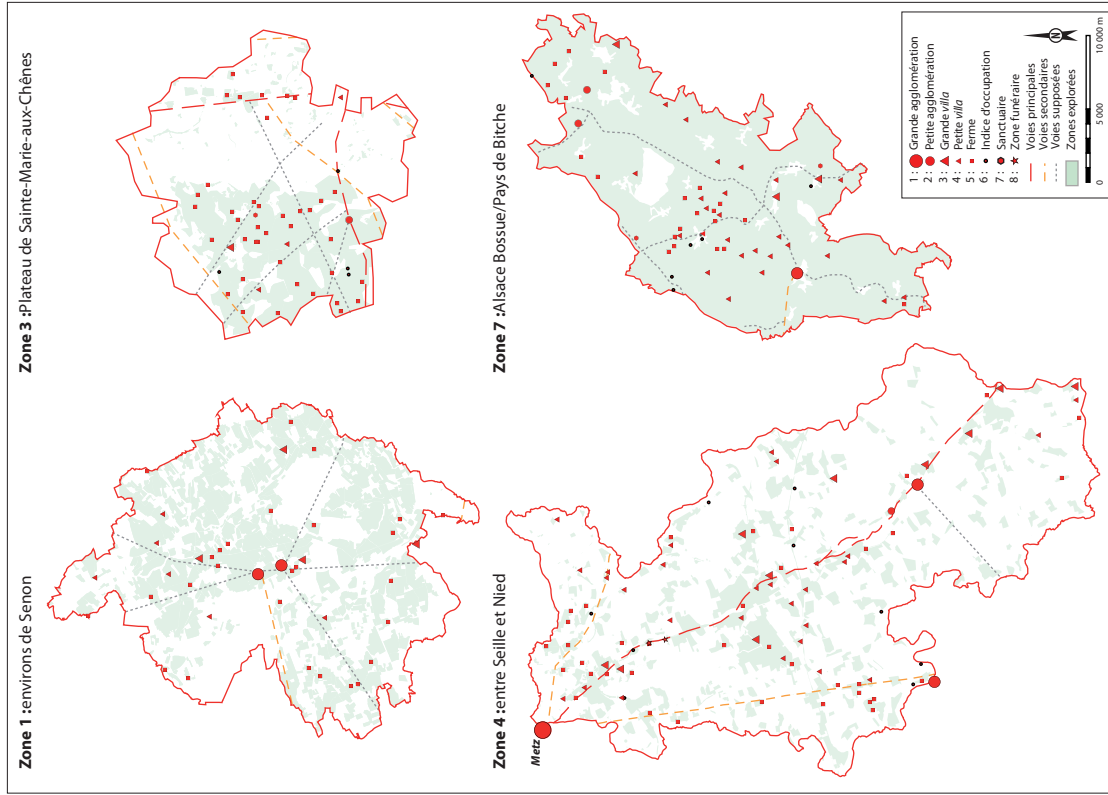 Zone 1 :environs de Senon
Zone 3 :Plateau de Sainte-Marie-aux-Chênes
Zone 4 :entre Seille et Nied
Metz
Zone 7 :Alsace Bossue/Pays de Bitche
1 : Grande agglomération
2 : Petite agglomération
3 : Grande villa
4 : Petite villa
5 : Ferme
6 : Indice d'occupation
7 : Sanctuaire
8 : Zone funéraire
Voies principales
Voies secondaires
Voies supposées
Zones explorées
N
0 5 000 10 000 m